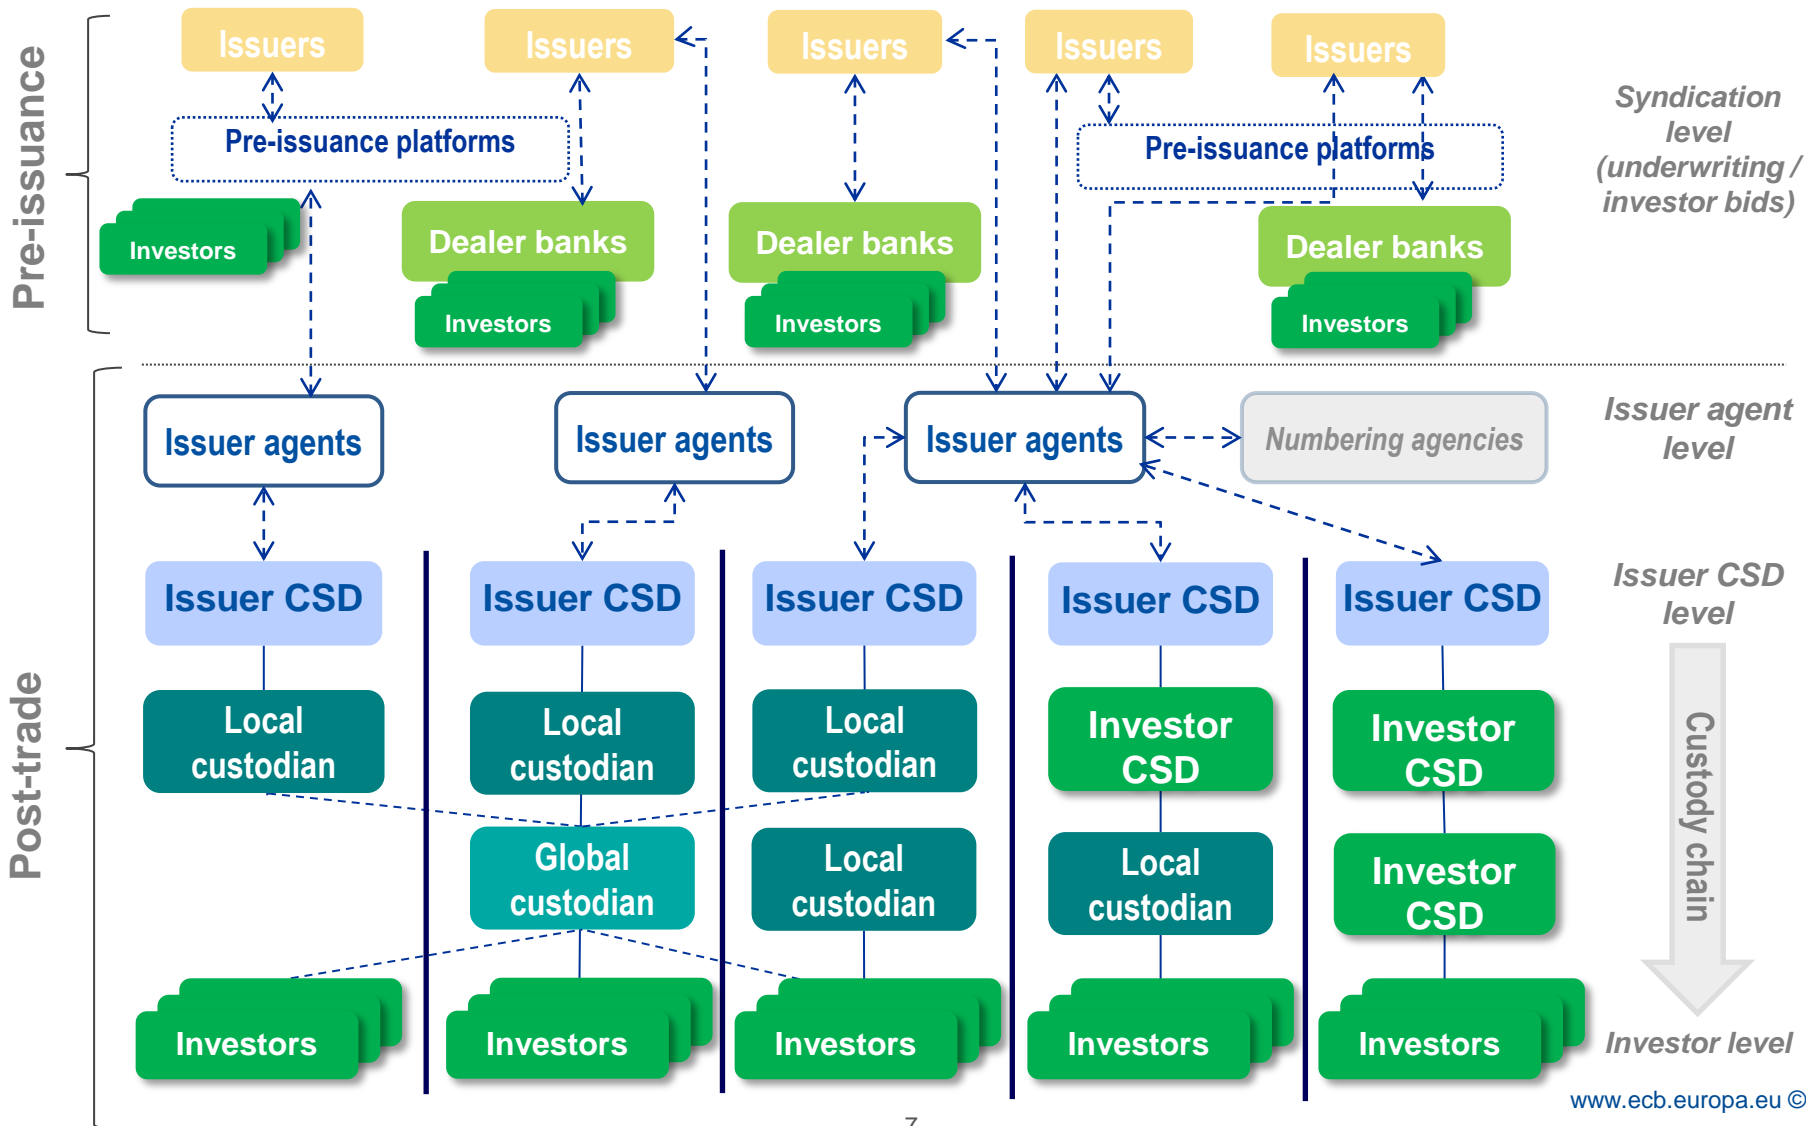 Pre-issuance
Issuers
Issuers
Issuers
Issuers
Issuers
Syndication
level
(underwriting /
investor bids)
Pre-issuance platforms
Pre-issuance platforms
Investors
Dealer banks
Dealer banks
Dealer banks
Investors
Investors
Investors
Post-trade
Issuer agents
Issuer agents
Issuer agents
Numbering agencies
Issuer agent
level
Issuer CSD
Issuer CSD
Issuer CSD
Issuer CSD
Issuer CSD
Issuer CSD
level
Local
custodian
Local
custodian
Local
custodian
Investor
CSD
Investor
CSD
Custody chain
Global
custodian
Local
custodian
Local
custodian
Investor
CSD
Investors
Investors
Investors
Investors
Investors
Investor level
www.ecb.europa.eu ©